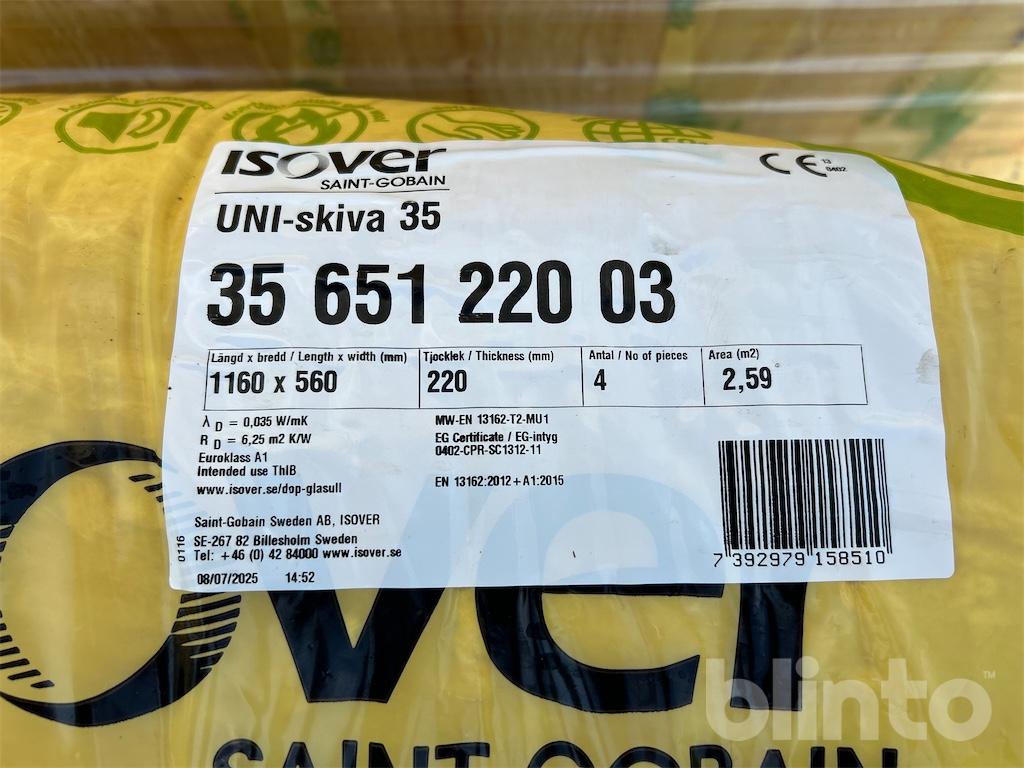 ISOVER
SAINT-GOBAIN
CE 13
0402
UNI-skiva 35
35 651 220 03
Längd x bredd / Length x width (mm) Tjocklek / Thickness (mm) Antal / No of pieces Area (m2)
1160 x 560 220 4 2,59
λ D = 0,035 W/mK
R D = 6,25 m2 K/W
Euroklass A1
Intended use ThIB
www.isover.se/dop-glasull
MW-EN 13162-T2-MU1
EG Certificate / EG-intyg
0402-CPR-SC1312-11
EN 13162:2012+A1:2015
Saint-Gobain Sweden AB, ISOVER
SE-267 82 Billesholm Sweden
Tel: +46 (0) 42 84000 www.isover.se
0116
08/07/2025 14:52
7 392979 158510
over
SAINT-GOBAIN
blinto™